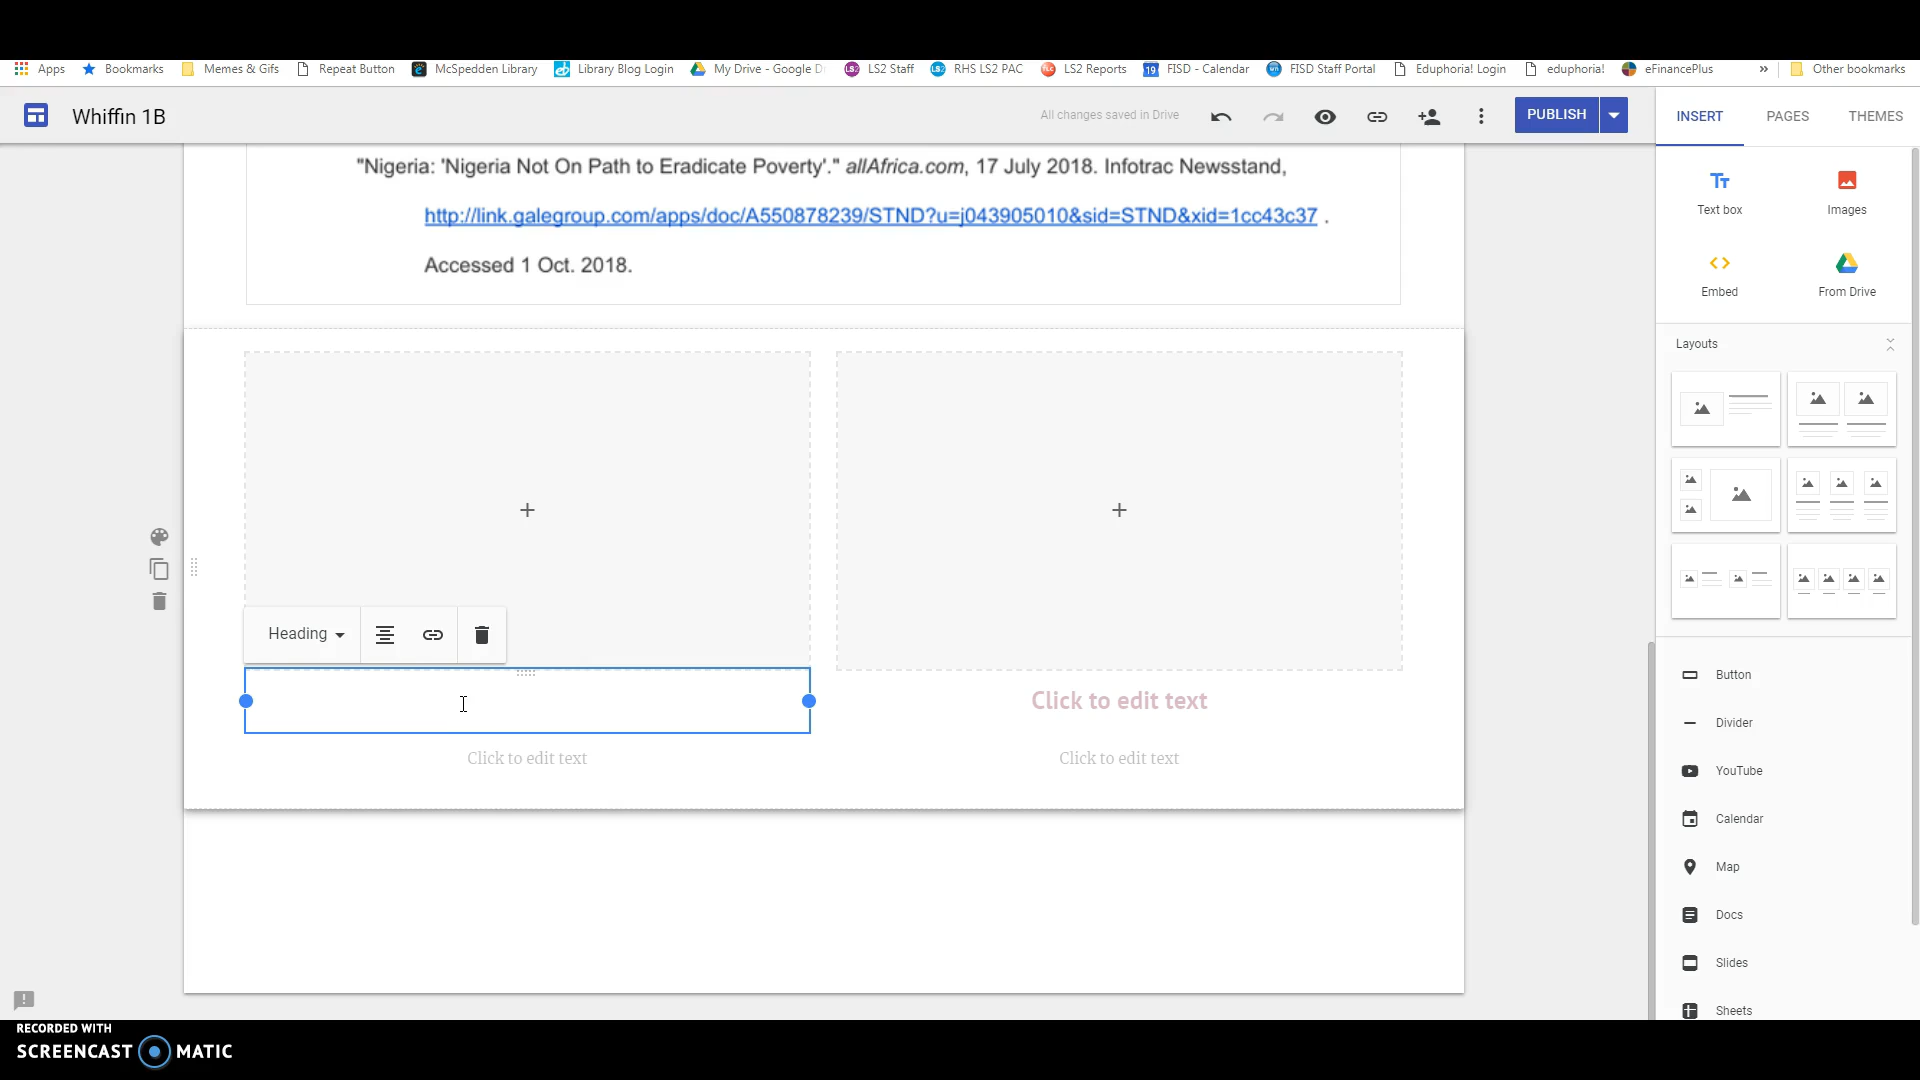 Apps Bookmarks Memes & Gifs Repeat Button McSpedden Library Library Blog Login My Drive - Google D LS2 Staff RHS LS2 PAC LS2 Reports FISD - Calendar FISD Staff Portal Eduphoria! Login eduphoria! eFinancePlus » Other bookmarks
Whiffin 1B
All changes saved in Drive
PUBLISH
INSERT PAGES THEMES
"Nigeria: 'Nigeria Not On Path to Eradicate Poverty'." allAfrica.com, 17 July 2018. Infotrac Newsstand,
http://link.galegroup.com/apps/doc/A550878239/STND?u=j043905010&sid=STND&xid=1cc43c37 .
Accessed 1 Oct. 2018.
Heading
Click to edit text
Click to edit text
Click to edit text
Text box Images
Embed From Drive
Layouts
Button
Divider
YouTube
Calendar
Map
Docs
Slides
Sheets
RECORDED WITH
SCREENCAST MATIC